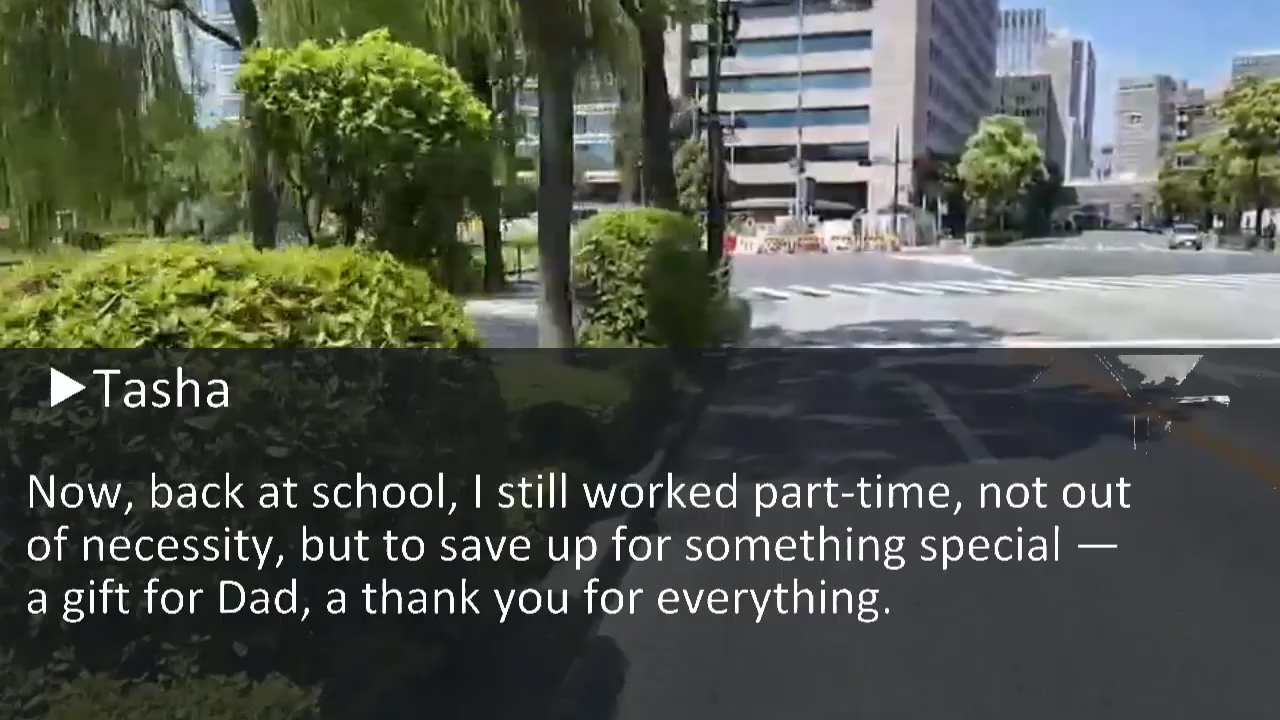 ▶Tasha
Now, back at school, I still worked part-time, not out
of necessity, but to save up for something special —
a gift for Dad, a thank you for everything.